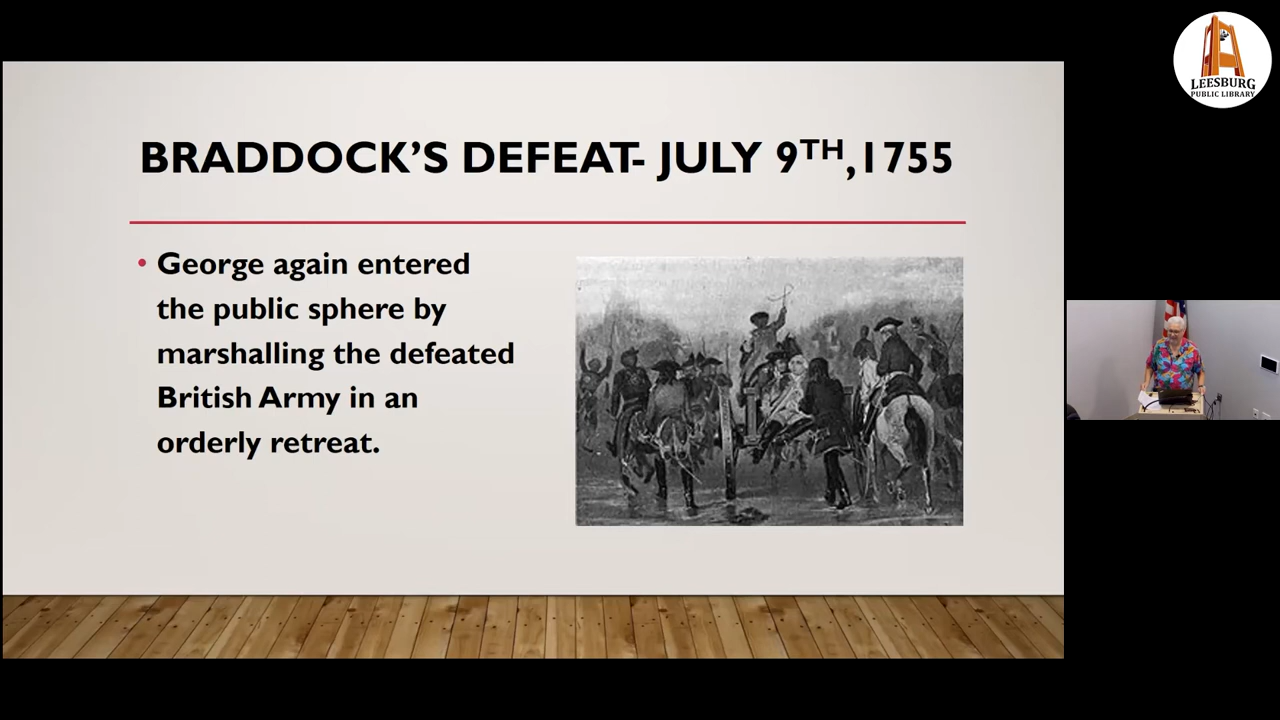 LEESBURG
PUBLIC LIBRARY
BRADDOCK'S DEFEAT- JULY 9TH,1755
• George again entered
the public sphere by
marshalling the defeated
British Army in an
orderly retreat.